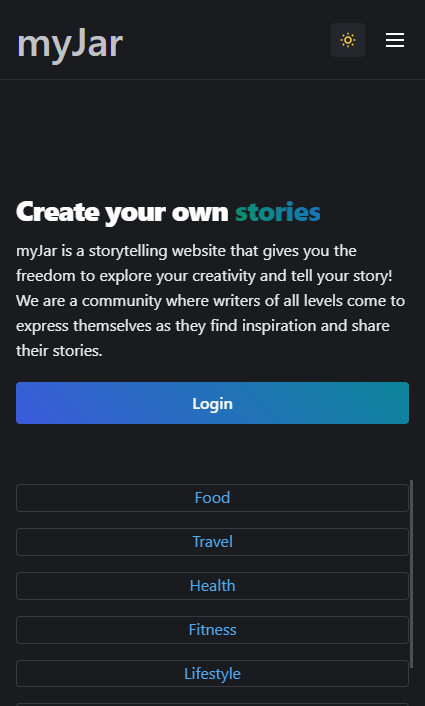 myJar
Create your own stories
myJar is a storytelling website that gives you the
freedom to explore your creativity and tell your story!
We are a community where writers of all levels come to
express themselves as they find inspiration and share
their stories.
Login
Food
Travel
Health
Fitness
Lifestyle